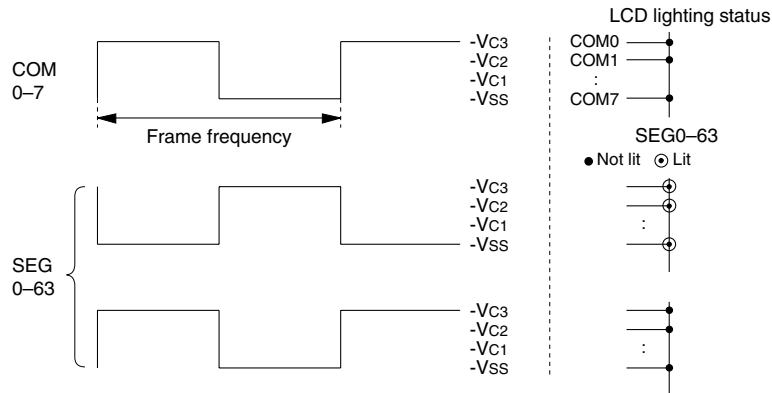 LCD lighting status
COM
0–7
-VC3
-VC2
-VC1
-VSS
Frame frequency
COM0
COM1
:
COM7
SEG0–63
● Not lit ⦿ Lit
SEG
0–63
-VC3
-VC2
-VC1
-VSS
:
-VC3
-VC2
-VC1
-VSS
: